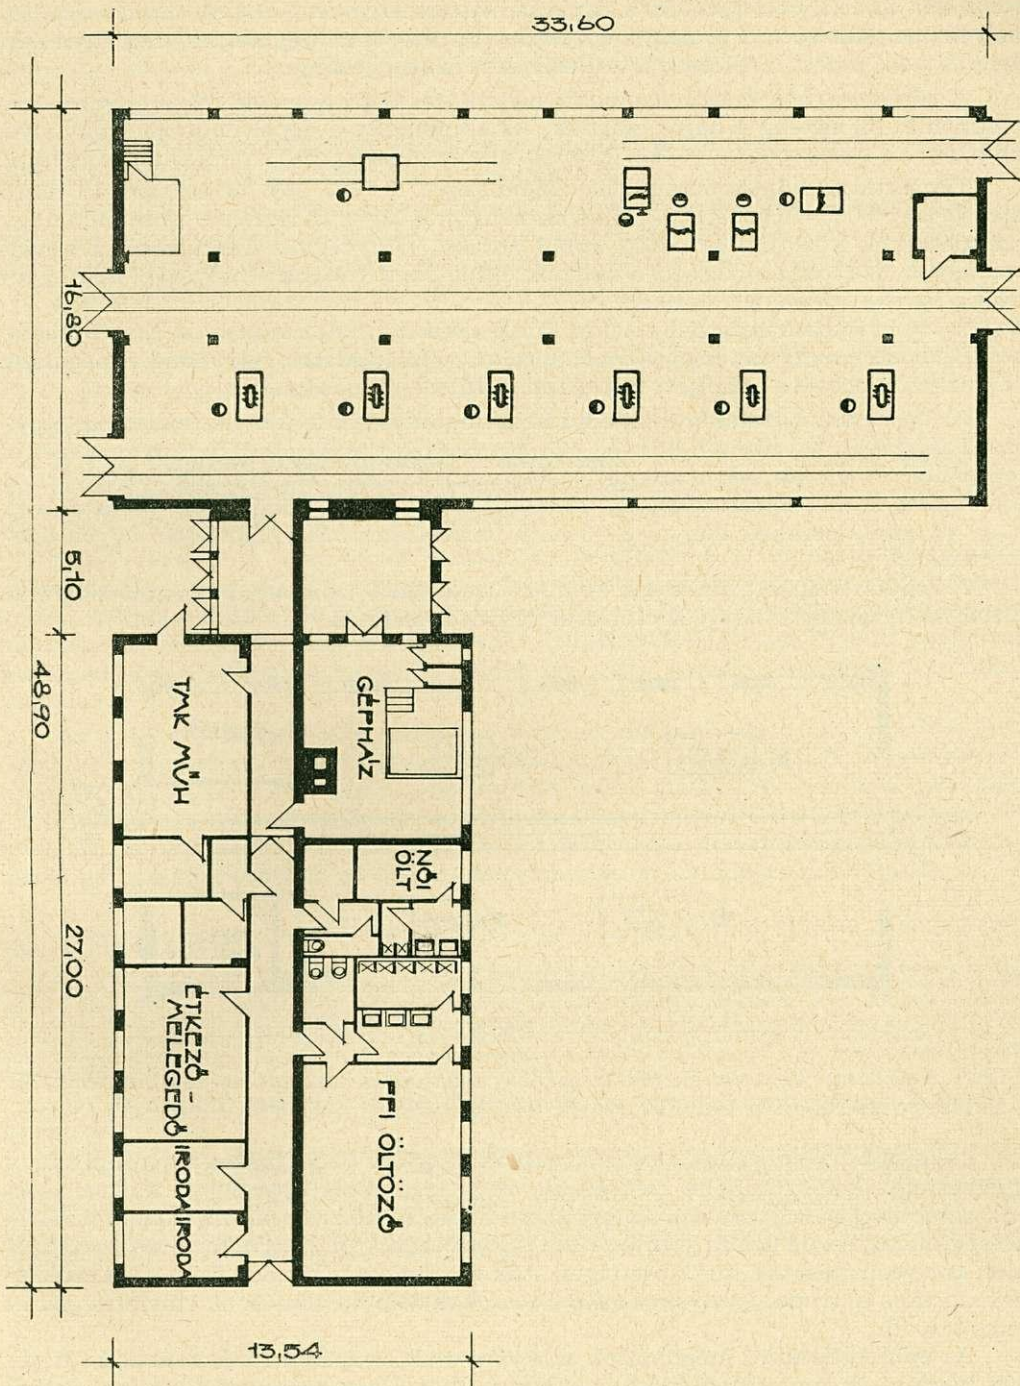 33,60
16,80
5,10
48,90
27,00
13,54
TMK MŰH
GÉPHÁZ
NŐI
ÖLT
ÉTKEZŐ -
MELEGEDŐ
IRODA
IRODA
FFI ÖLTÖZŐ